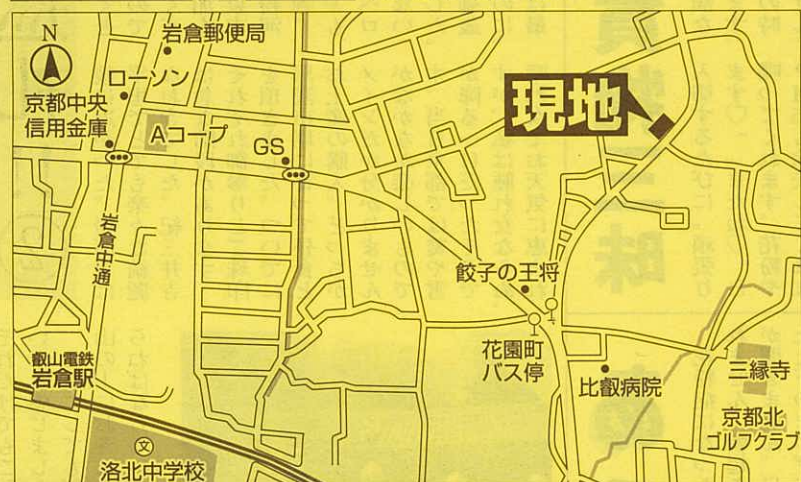 N
岩倉郵便局
ローソン
京都中央
信用金庫
Aコープ
GS
現地
岩倉中通
餃子の王将
花園町
バス停
比叡病院
三縁寺
京都北
ゴルフクラブ
叡山電鉄
岩倉駅
文
洛北中学校